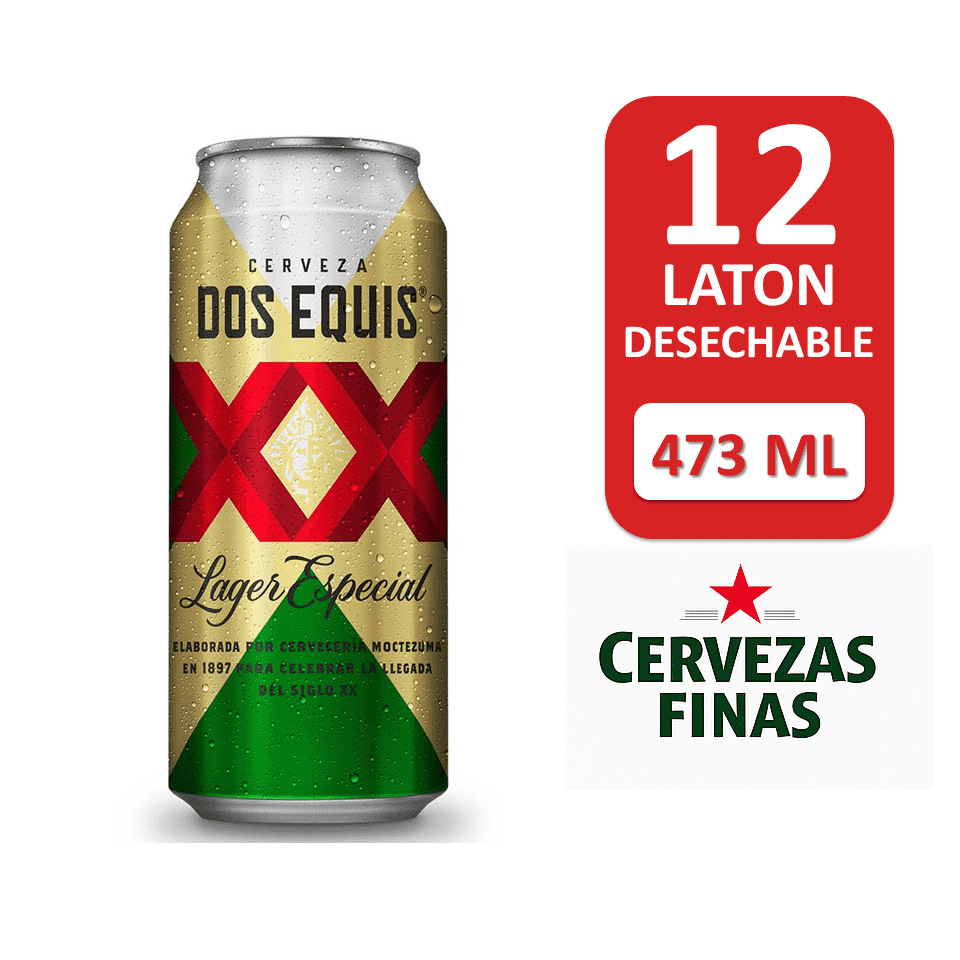 CERVEZA
DOS EQUIS®
XX
Lager Especial
ELABORADA POR CERVECERÍA MOCTEZUMA
EN 1897 PARA CELEBRAR LA LLEGADA
DEL SIGLO XX
12
LATON
DESECHABLE
473 ML
CERVEZAS
FINAS